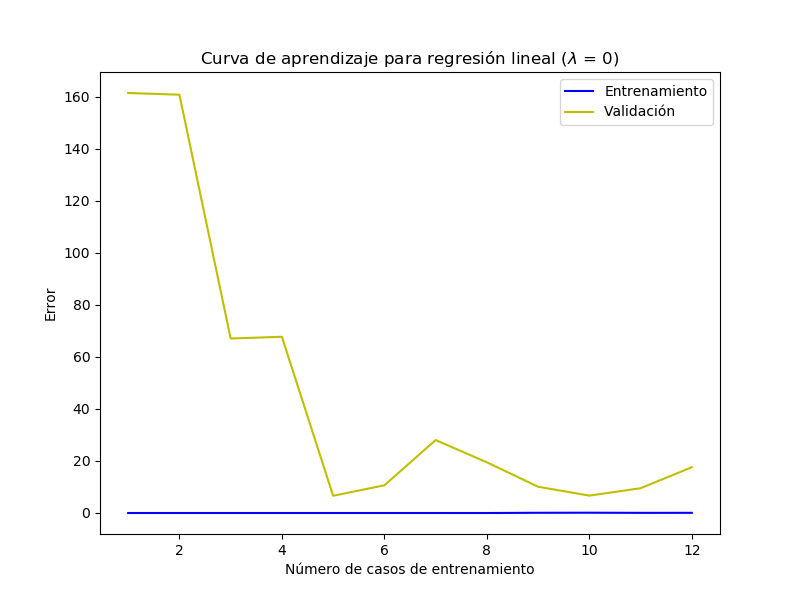 Curva de aprendizaje para regresión lineal (λ = 0)
Entrenamiento
Validación
160
140
120
100
80
60
40
20
0
Error
2 4 6 8 10 12
Número de casos de entrenamiento